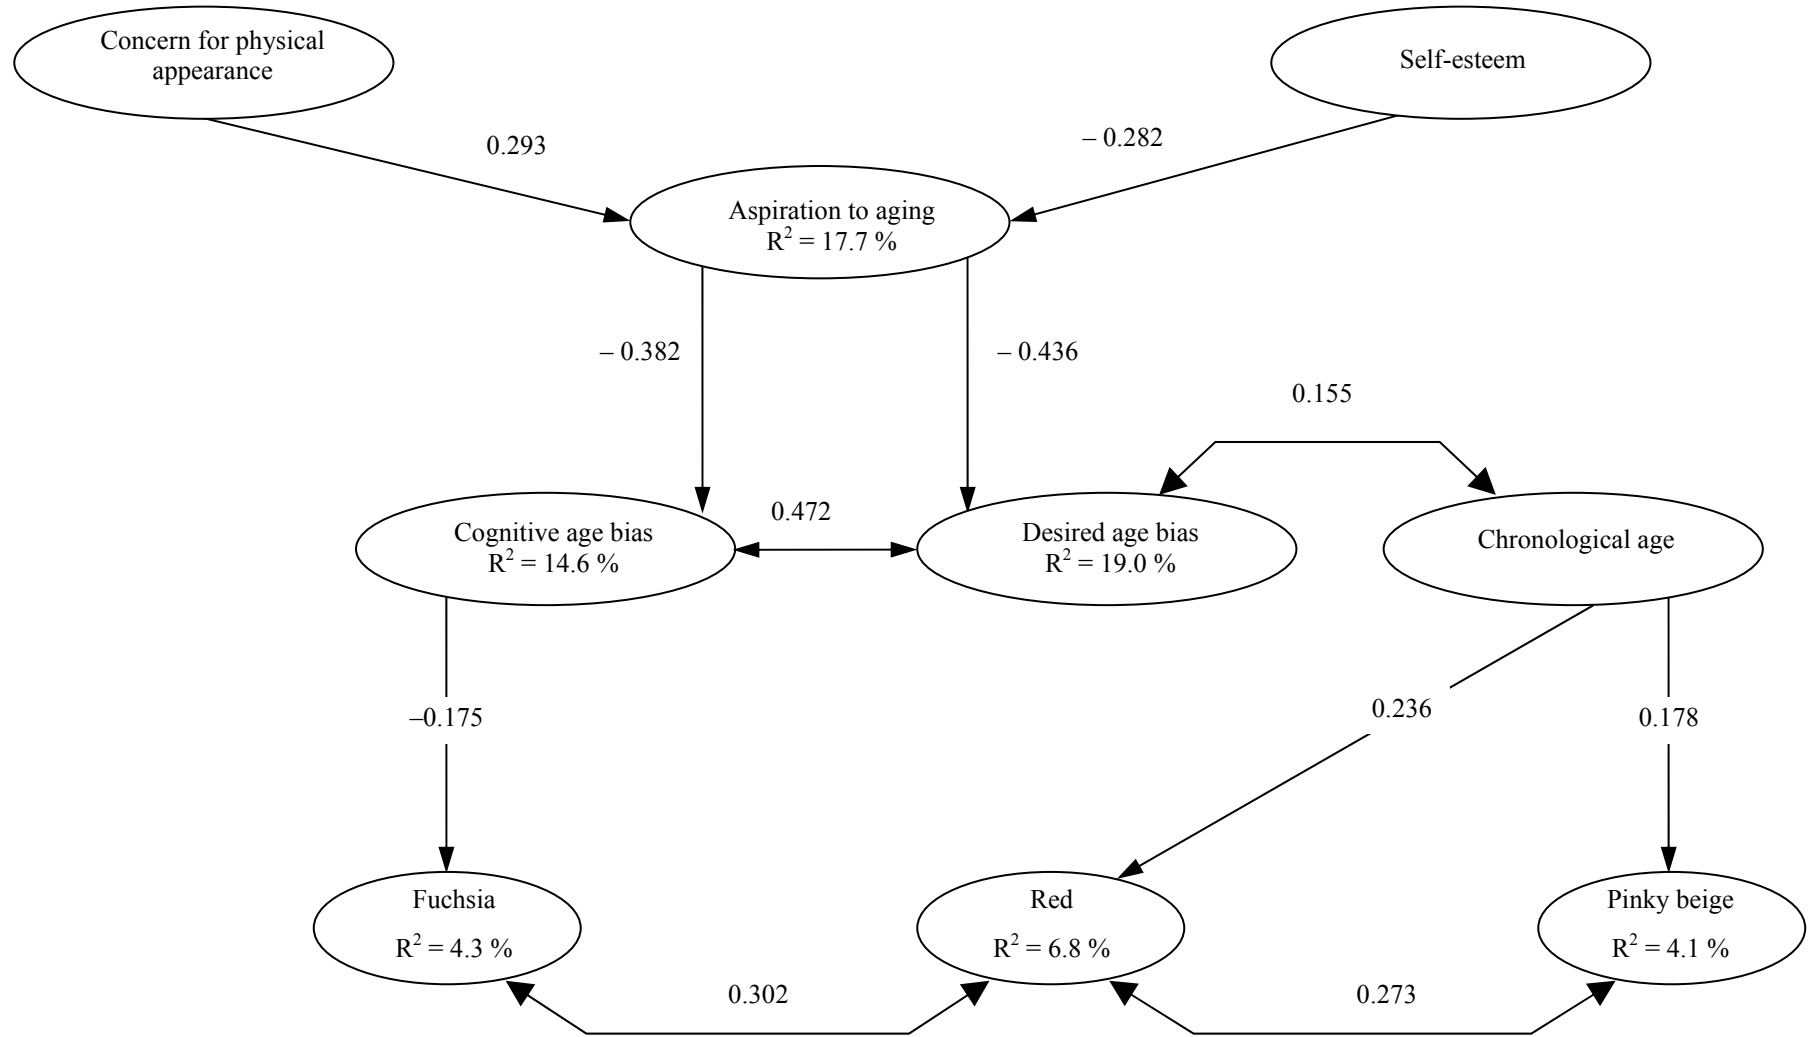 Concern for physical
appearance
Self-esteem
0.293
– 0.282
Aspiration to aging
R² = 17.7 %
– 0.382
– 0.436
0.155
Cognitive age bias
R² = 14.6 %
0.472
Desired age bias
R² = 19.0 %
Chronological age
–0.175
0.236
0.178
Fuchsia
R² = 4.3 %
Red
R² = 6.8 %
Pinky beige
R² = 4.1 %
0.302
0.273